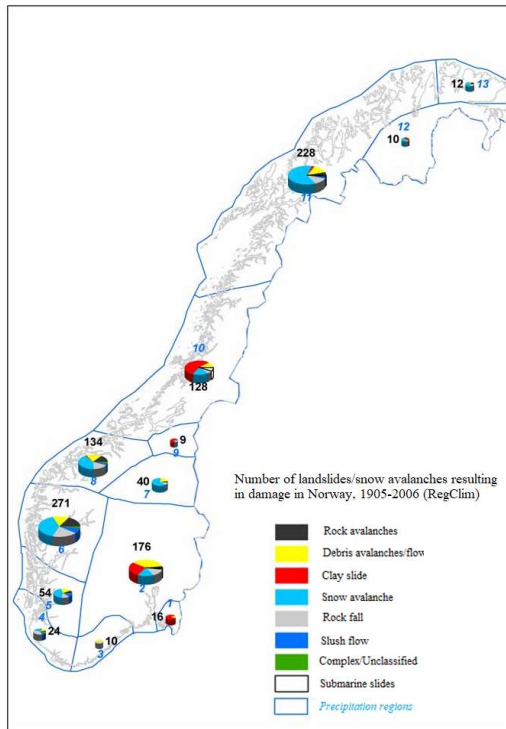 12 13
12
10
228
11
10
128
134
8
9
9
40
7
271
6
176
2
54
5
4
24
10
3
1
16
Number of landslides/snow avalanches resulting
in damage in Norway, 1905-2006 (RegClim)
Rock avalanches
Debris avalanches/flow
Clay slide
Snow avalanche
Rock fall
Slush flow
Complex/Unclassified
Submarine slides
Precipitation regions